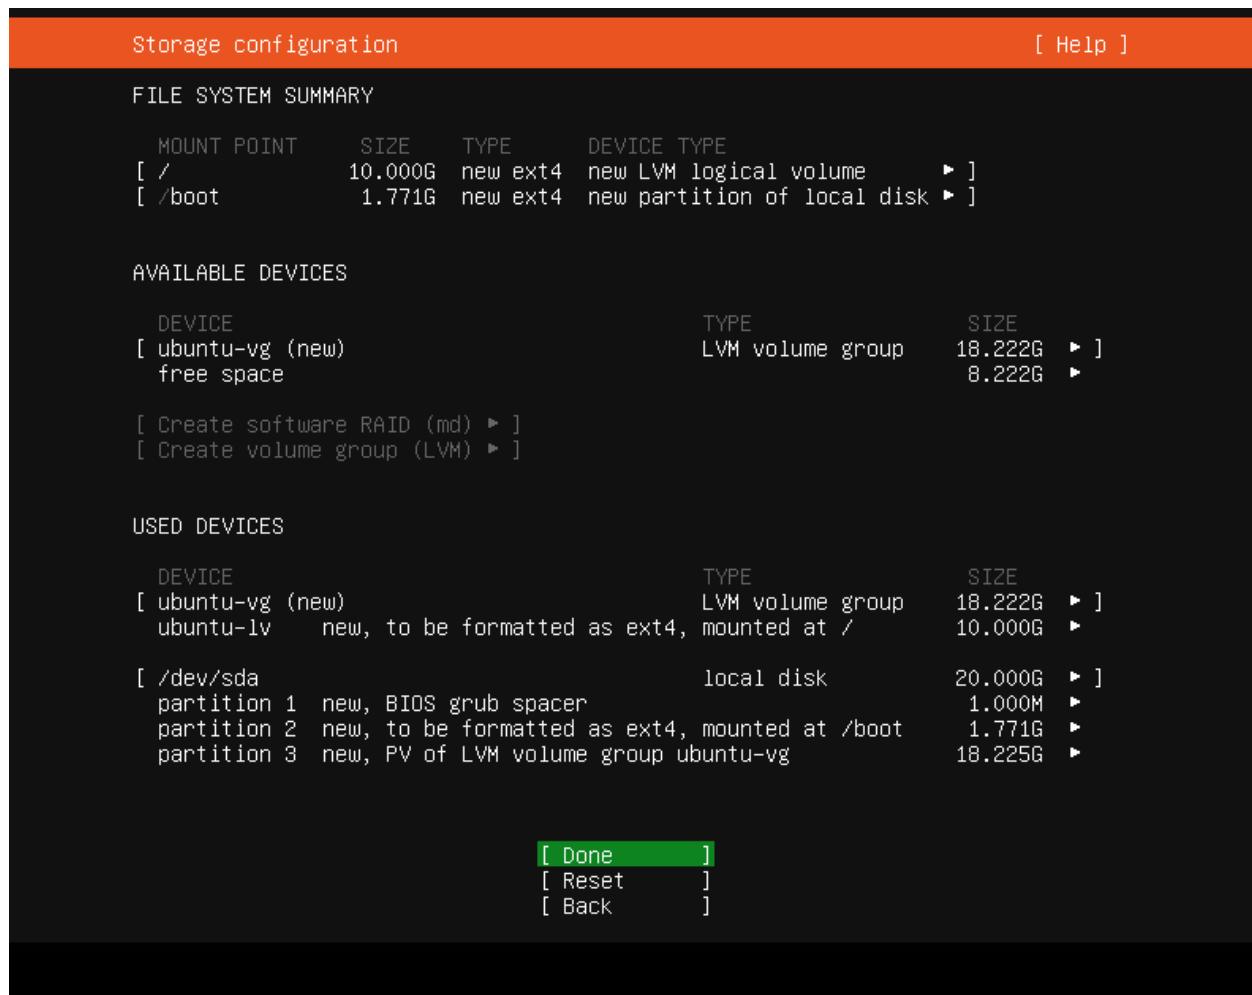 Storage configuration [ Help ]
FILE SYSTEM SUMMARY
MOUNT POINT SIZE TYPE DEVICE TYPE
[ / 10.000G new ext4 new LVM logical volume ▸ ]
[ /boot 1.771G new ext4 new partition of local disk ▸ ]
AVAILABLE DEVICES
DEVICE TYPE SIZE
[ ubuntu-vg (new) LVM volume group 18.222G ▸ ]
free space 8.222G ▸
[ Create software RAID (md) ▸ ]
[ Create volume group (LVM) ▸ ]
USED DEVICES
DEVICE TYPE SIZE
[ ubuntu-vg (new) LVM volume group 18.222G ▸ ]
ubuntu-lv new, to be formatted as ext4, mounted at / 10.000G ▸
[ /dev/sda local disk 20.000G ▸ ]
partition 1 new, BIOS grub spacer 1.000M ▸
partition 2 new, to be formatted as ext4, mounted at /boot 1.771G ▸
partition 3 new, PV of LVM volume group ubuntu-vg 18.225G ▸
[ Done ]
[ Reset ]
[ Back ]